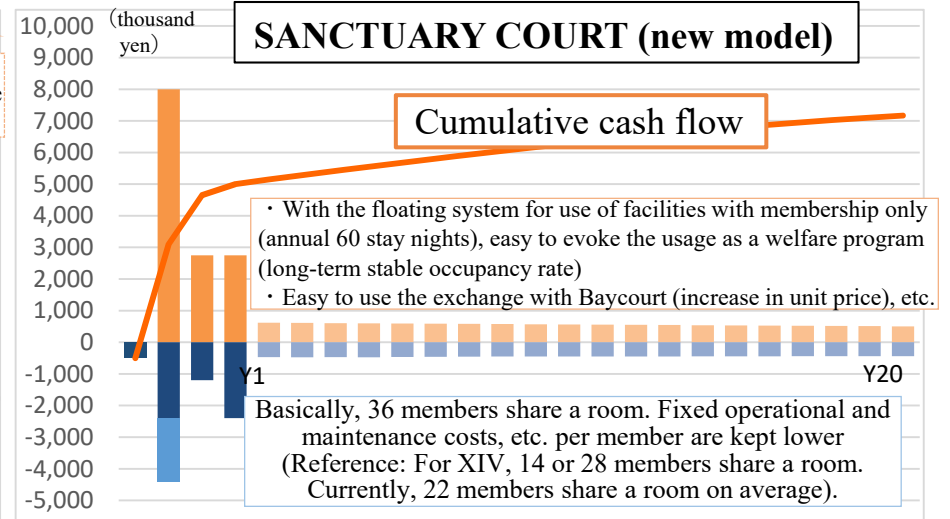 (thousand
yen)
SANCTUARY COURT (new model)
10,000
9,000
8,000
7,000
6,000
5,000
4,000
3,000
2,000
1,000
0
-1,000
-2,000
-3,000
-4,000
-5,000
Cumulative cash flow
・With the floating system for use of facilities with membership only
(annual 60 stay nights), easy to evoke the usage as a welfare program
(long-term stable occupancy rate)
・Easy to use the exchange with Baycourt (increase in unit price), etc.
Y1
Y20
Basically, 36 members share a room. Fixed operational and
maintenance costs, etc. per member are kept lower
(Reference: For XIV, 14 or 28 members share a room.
Currently, 22 members share a room on average).